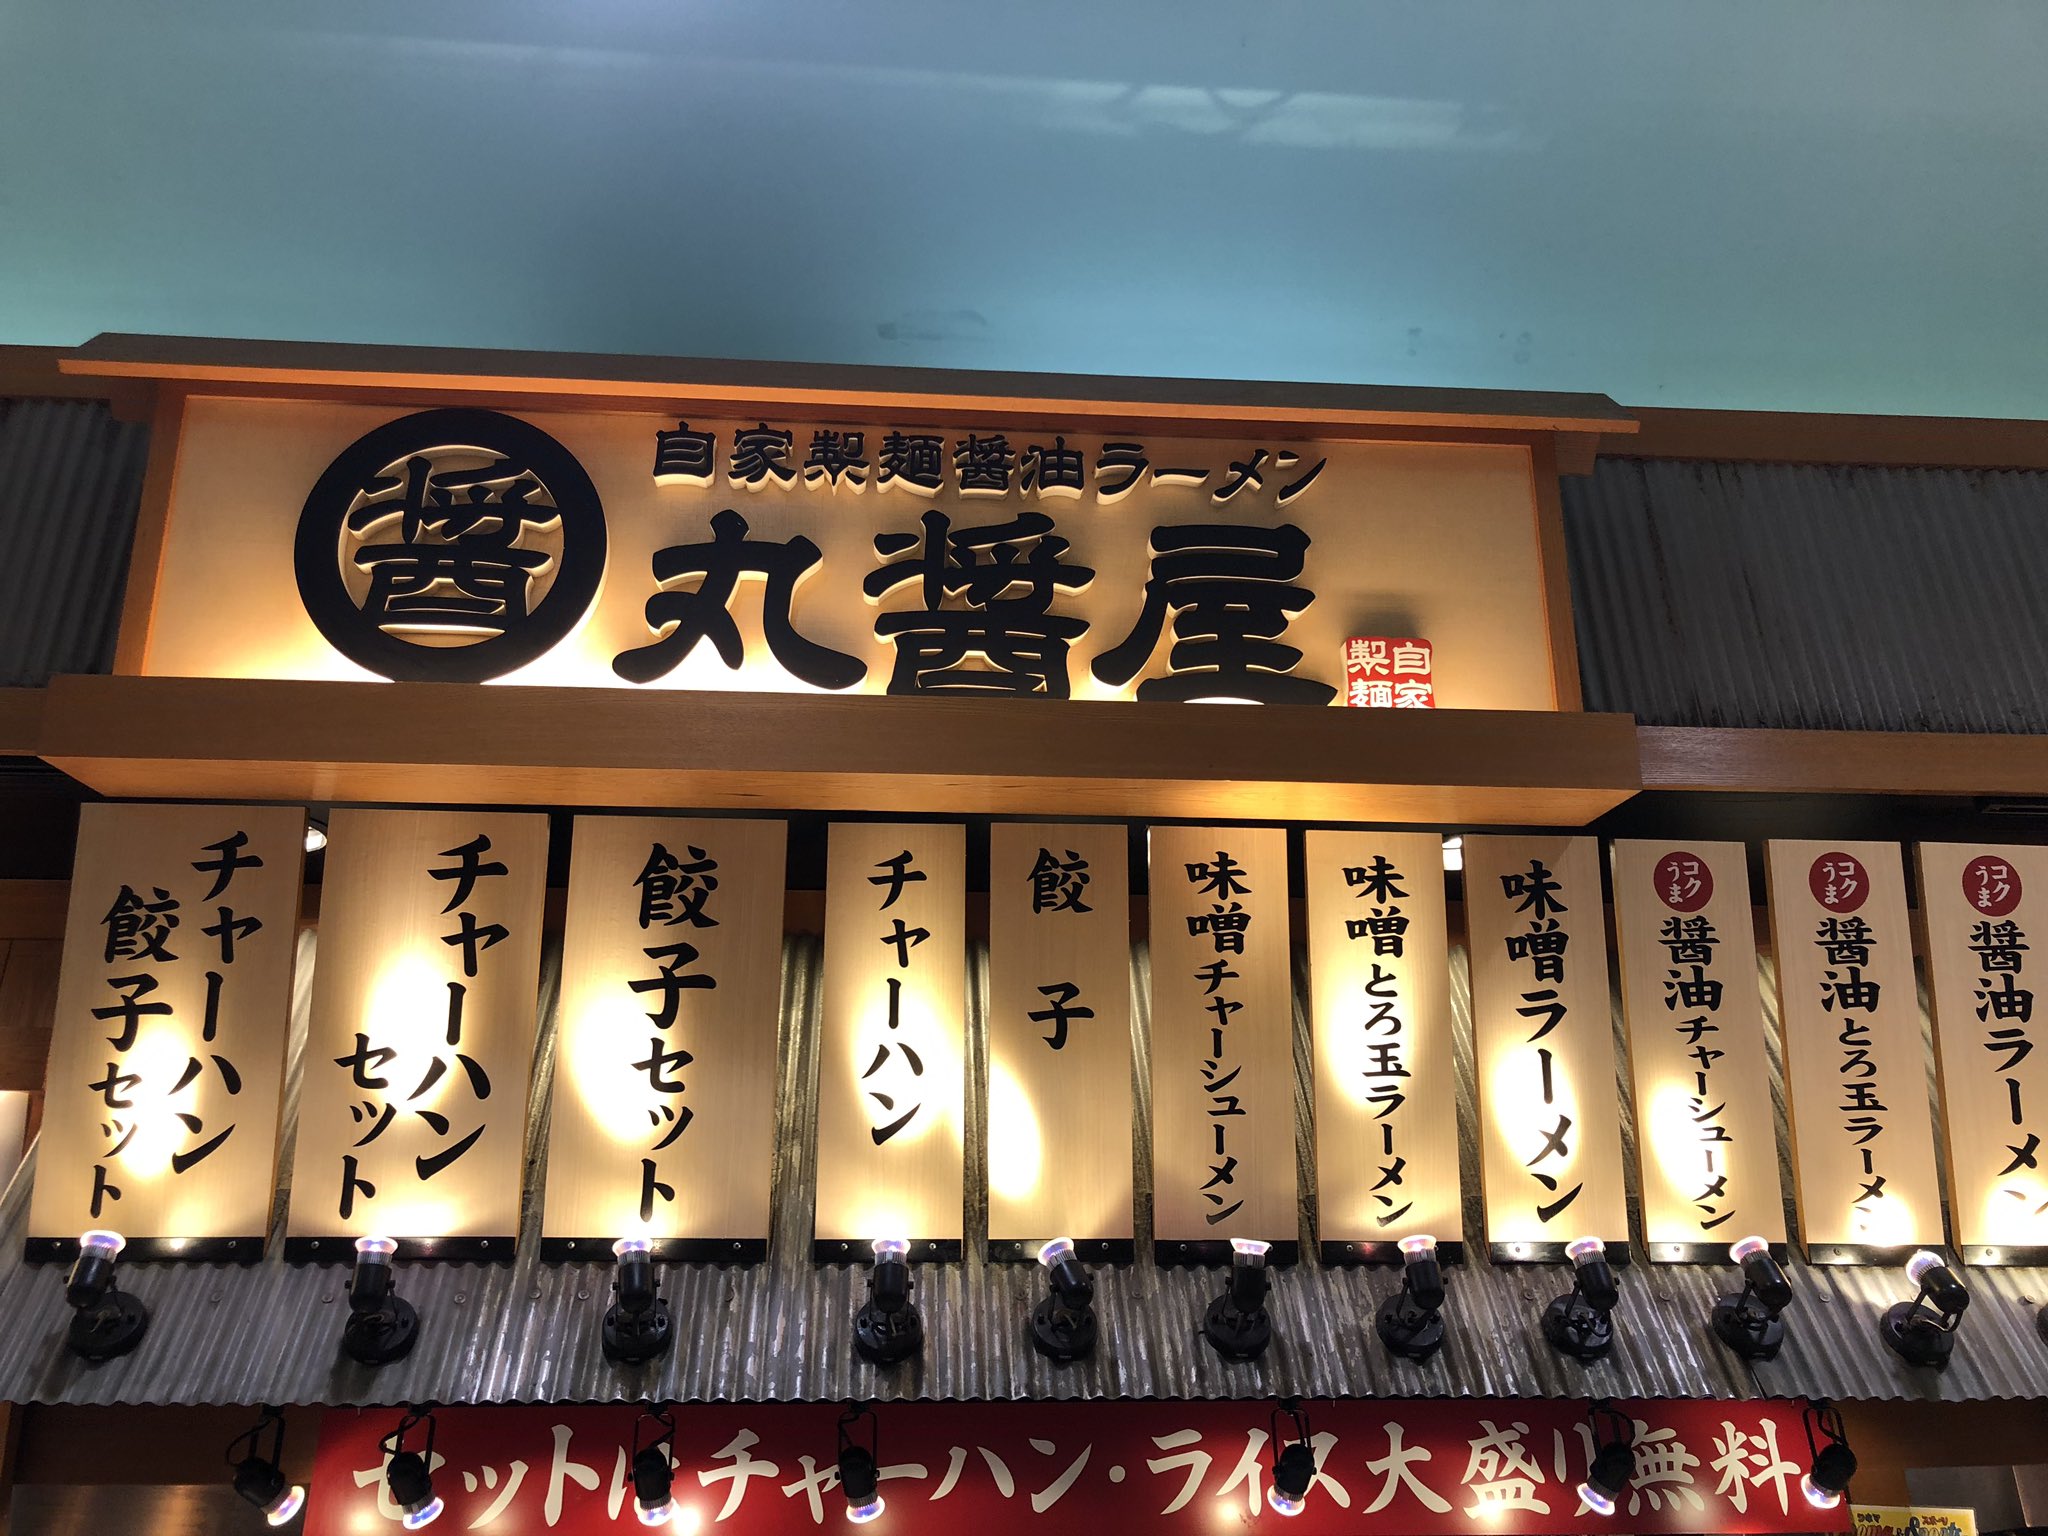 醤
自家製麺醤油ラーメン
丸醤屋
自家
製麺
コク
うま
醤油ラーメン
コク
うま
醤油とろ玉ラーメン
コク
うま
醤油チャーシューメン
味噌ラーメン
味噌とろ玉ラーメン
味噌チャーシューメン
餃子
チャーハン
餃子セット
チャーハン
セット
チャーハン
餃子セット
セットはチャーハン・ライス大盛り無料